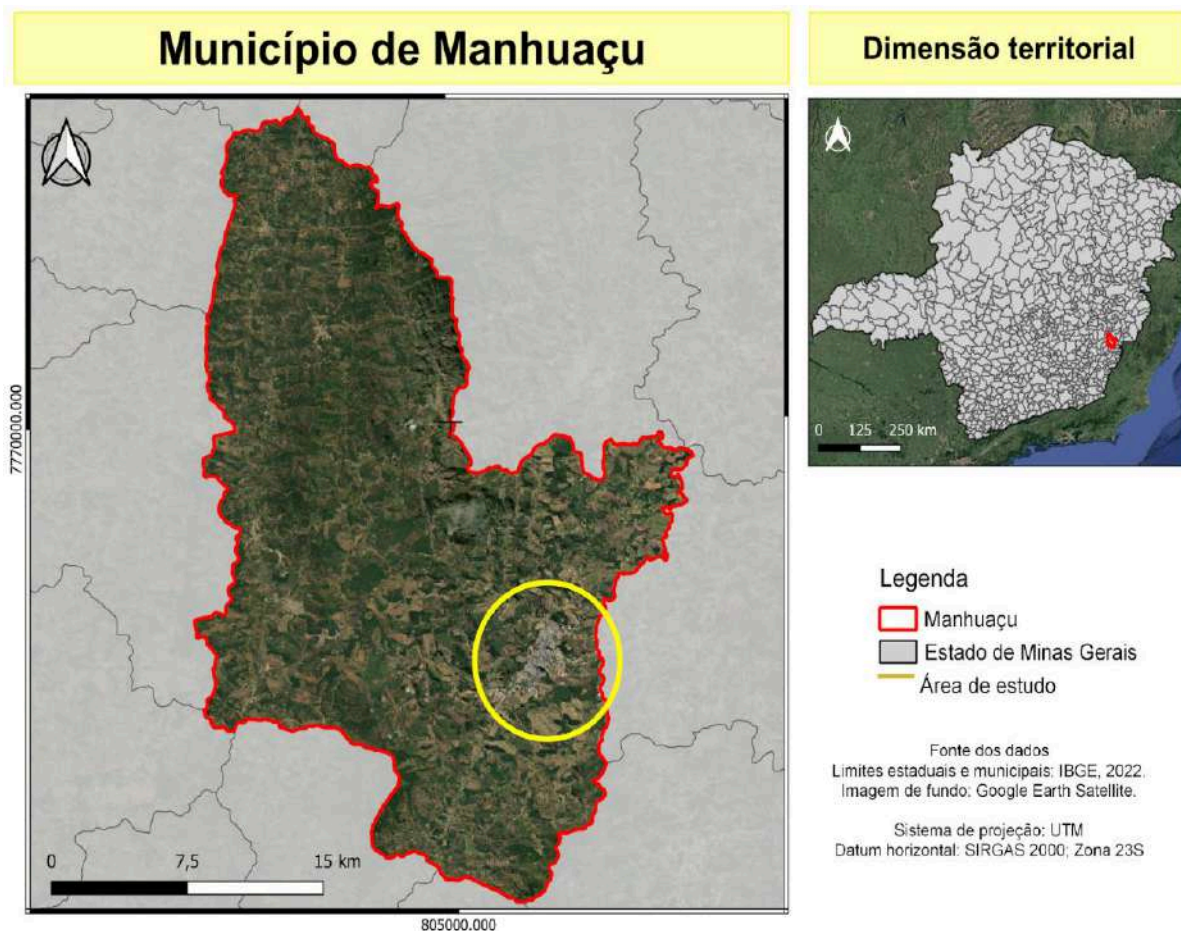 Município de Manhuaçu
Dimensão territorial
7770000.000
0 7,5 15 km
805000.000
0 125 250 km
Legenda
Manhuaçu
Estado de Minas Gerais
Área de estudo
Fonte dos dados
Limites estaduais e municipais: IBGE, 2022.
Imagem de fundo: Google Earth Satellite.
Sistema de projeção: UTM
Datum horizontal: SIRGAS 2000; Zona 23S